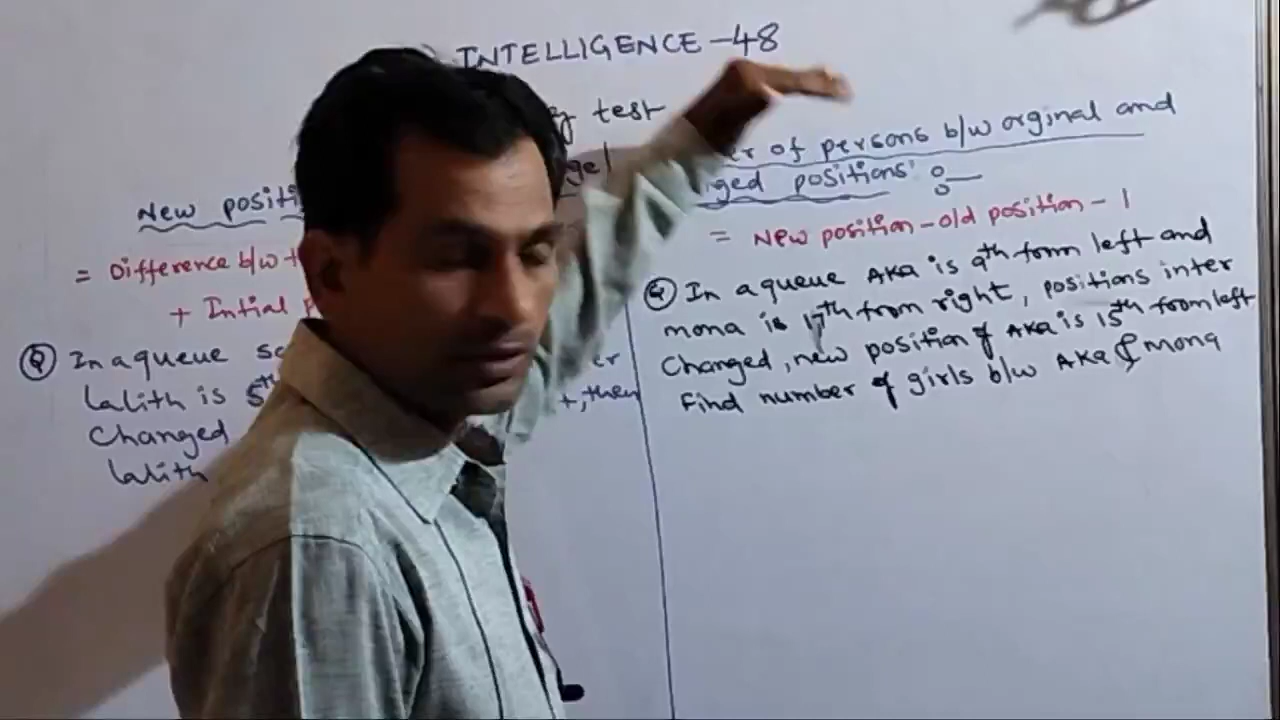 INTELLIGENCE-48
test
New positi
= Difference b/w t
+ Intial p
Q In a queue
Lalith is 5th
t, then
Changed
Lalith
of persons b/w orginal and
ged positions :-
= New position - old position - 1
Q In a queue AKA is 9th form left and
mona is 17th from right, positions inter
Changed, new position of AKA is 15th from left
Find number of girls b/w AKA & mona